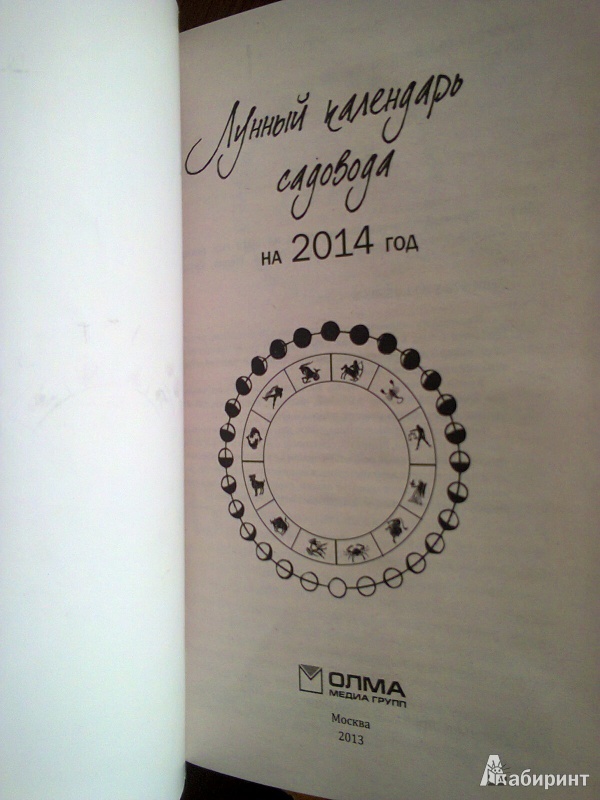 Лунный календарь
садовода
на 2014 год
ОЛМА
МЕДИА ГРУПП
Москва
2013
Лабиринт